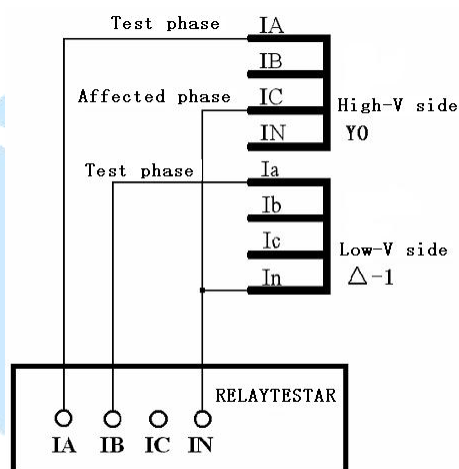 Test phase
IA
IB
Affected phase
IC
High-V side
IN
Y0
Test phase
Ia
Ib
Ic
Low-V side
In
△-1
RELAYTESTAR
IA IB IC IN